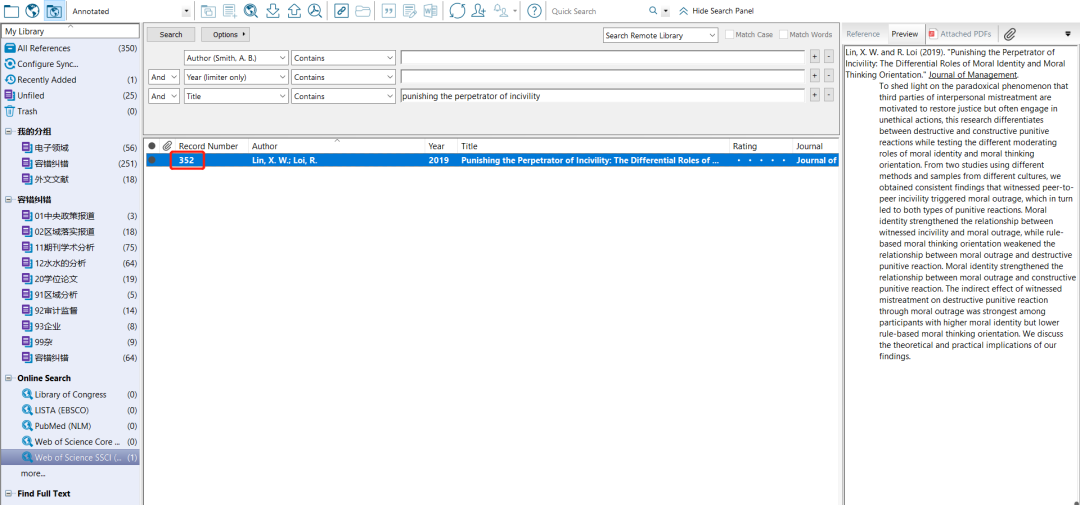 Annotated
Quick Search
Hide Search Panel
My Library
All References (350)
Configure Sync...
Recently Added (1)
Unfiled (25)
Trash (0)
我的分组
电子领域 (56)
容错纠错 (251)
外文文献 (18)
容错纠错
01中央政策报道 (3)
02区域落实报道 (18)
11期刊学术分析 (75)
12水水的分析 (64)
20学位论文 (19)
91区域分析 (5)
92审计监督 (14)
93企业 (8)
99杂 (9)
容错纠错 (64)
Online Search
Library of Congress (0)
LISTA (EBSCO) (0)
PubMed (NLM) (0)
Web of Science Core ... (0)
Web of Science SSCI (... (1)
more...
Find Full Text
Search Options
Search Remote Library Match Case Match Words
Author (Smith, A. B.) Contains + -
And Year (limiter only) Contains + -
And Title Contains punishing the perpetrator of incivility + -
Record Number Author Year Title Rating Journal
352 Lin, X. W.; Loi, R. 2019 Punishing the Perpetrator of Incivility: The Differential Roles of ... Journal of
Reference Preview Attached PDFs
Lin, X. W. and R. Loi (2019). "Punishing the Perpetrator of
Incivility: The Differential Roles of Moral Identity and Moral
Thinking Orientation." Journal of Management.
To shed light on the paradoxical phenomenon that
third parties of interpersonal mistreatment are
motivated to restore justice but often engage in
unethical actions, this research differentiates
between destructive and constructive punitive
reactions while testing the different moderating
roles of moral identity and moral thinking
orientation. From two studies using different
methods and samples from different cultures, we
obtained consistent findings that witnessed peer-to-
peer incivility triggered moral outrage, which in turn
led to both types of punitive reactions. Moral
identity strengthened the relationship between
witnessed incivility and moral outrage, while rule-
based moral thinking orientation weakened the
relationship between moral outrage and destructive
punitive reaction. Moral identity strengthened the
relationship between moral outrage and constructive
punitive reaction. The indirect effect of witnessed
mistreatment on destructive punitive reaction
through moral outrage was strongest among
participants with higher moral identity but lower
rule-based moral thinking orientation. We discuss
the theoretical and practical implications of our
findings.